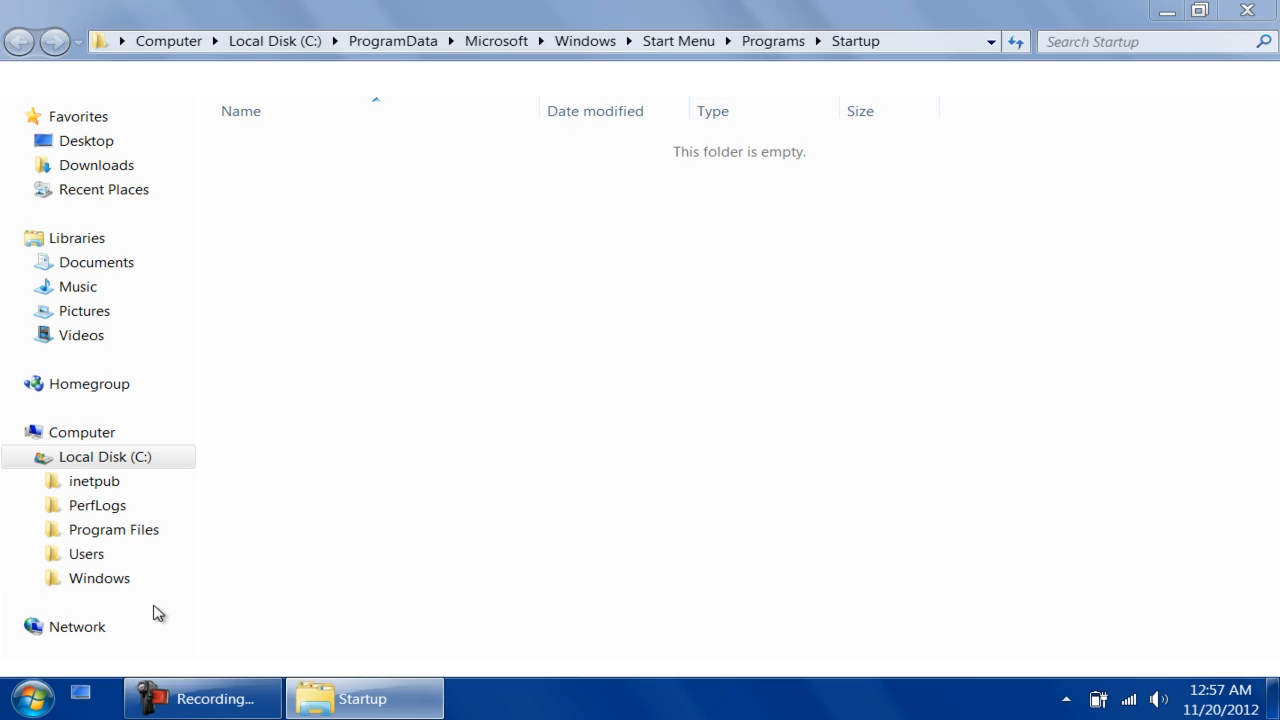 Computer Local Disk (C:) ProgramData Microsoft Windows Start Menu Programs Startup
Search Startup
Name Date modified Type Size
This folder is empty.
Favorites
Desktop
Downloads
Recent Places
Libraries
Documents
Music
Pictures
Videos
Homegroup
Computer
Local Disk (C:)
inetpub
PerfLogs
Program Files
Users
Windows
Network
Recording...
Startup
12:57 AM
11/20/2012